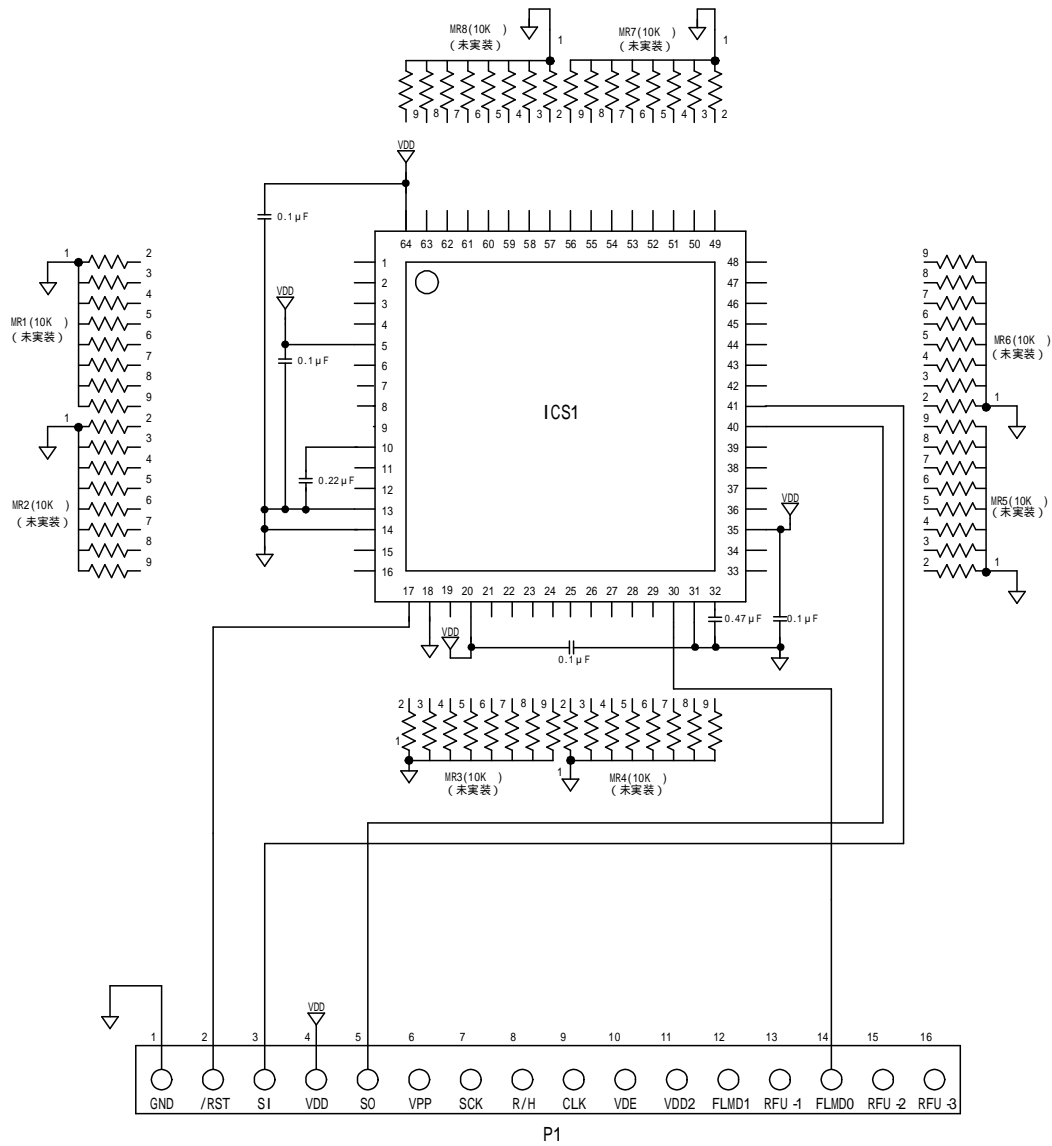 MR8(10K )
(未実装)
1
MR7(10K )
(未実装)
1
9 8 7 6 5 4 3 2 9 8 7 6 5 4 3 2
VDD
0.1μF
64 63 62 61 60 59 58 57 56 55 54 53 52 51 50 49
1
2
3
4
5
6
7
8
9
10
11
12
13
14
15
16
48
47
46
45
44
43
42
41
40
39
38
37
36
35
34
33
ICS1
VDD
0.1μF
0.22μF
1
2
3
4
5
6
7
8
9
MR1(10K )
(未実装)
1
2
3
4
5
6
7
8
9
MR2(10K )
(未実装)
9
8
7
6
5
4
3
2
1
MR6(10K )
(未実装)
9
8
7
6
5
4
3
2
1
MR5(10K )
(未実装)
VDD
17 18 19 20 21 22 23 24 25 26 27 28 29 30 31 32
VDD
0.1μF
0.47μF
0.1μF
2 3 4 5 6 7 8 9 2 3 4 5 6 7 8 9
1
MR3(10K )
(未実装)
1
MR4(10K )
(未実装)
VDD
1 2 3 4 5 6 7 8 9 10 11 12 13 14 15 16
GND /RST SI VDD SO VPP SCK R/H CLK VDE VDD2 FLMD1 RFU-1 FLMD0 RFU-2 RFU-3
P1